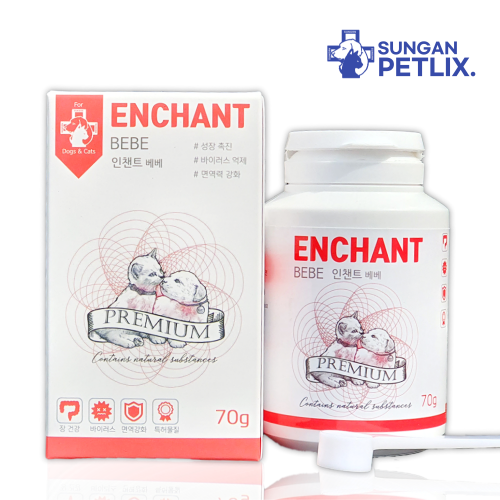 SUNGAN
PETLIX.
For
Dogs & Cats
ENCHANT
BEBE
인챈트 베베
# 성장 촉진
# 바이러스 억제
# 면역력 강화
PREMIUM
Contains natural substances
장 건강
바이러스
면역강화
특허물질
70g
ENCHANT
BEBE 인챈트 베베
PREMIUM
Contains natural substances
70g